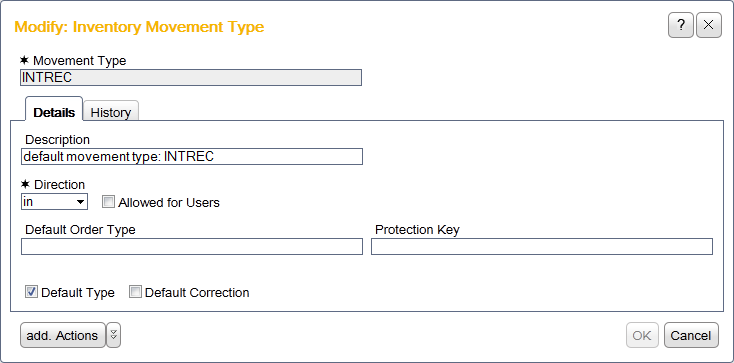 Modify: Inventory Movement Type
?
✶ Movement Type
INTREC
Details History
Description
default movement type: INTREC
✶ Direction
in Allowed for Users
Default Order Type Protection Key
Default Type Default Correction
add. Actions OK Cancel